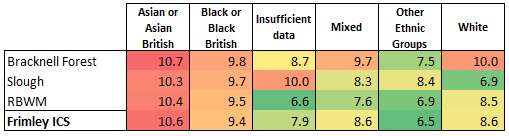 Asian or Asian British Black or Black British Insufficient data Mixed Other Ethnic Groups White
Bracknell Forest 10.7 9.8 8.7 9.7 7.5 10.0
Slough 10.3 9.7 10.0 8.3 8.4 6.9
RBWM 10.4 9.5 6.6 7.6 6.9 8.5
Frimley ICS 10.6 9.4 7.9 8.6 6.5 8.6